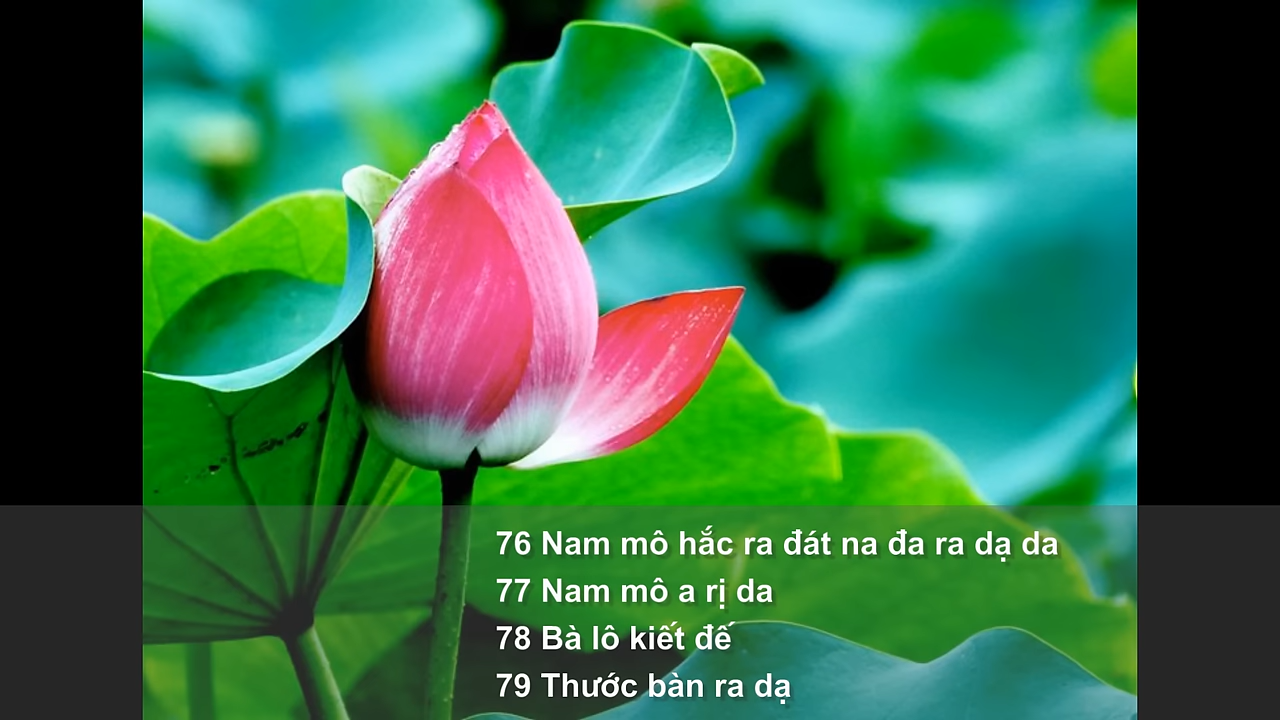 76 Nam mô hắc ra đát na đa ra dạ da
77 Nam mô a rị da
78 Bà lô kiết đế
79 Thước bàn ra dạ